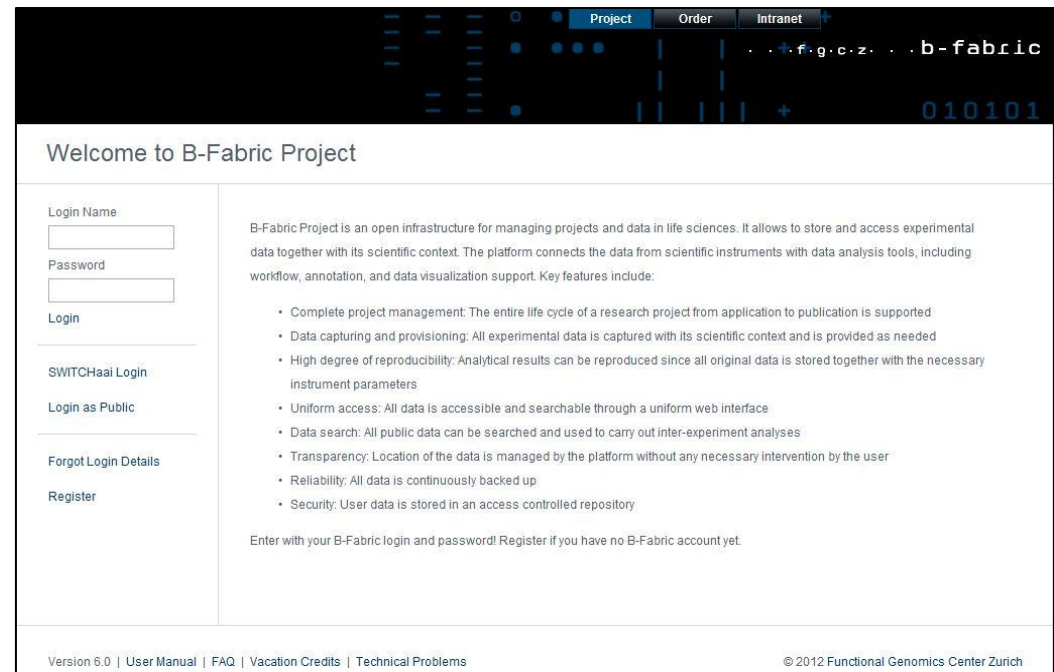 Project Order Intranet
. . .f.g.c.z. . .b-fabric
010101
Welcome to B-Fabric Project
Login Name
Password
Login
SWITCHaai Login
Login as Public
Forgot Login Details
Register
B-Fabric Project is an open infrastructure for managing projects and data in life sciences. It allows to store and access experimental
data together with its scientific context. The platform connects the data from scientific instruments with data analysis tools, including
workflow, annotation, and data visualization support. Key features include:
• Complete project management: The entire life cycle of a research project from application to publication is supported
• Data capturing and provisioning: All experimental data is captured with its scientific context and is provided as needed
• High degree of reproducibility: Analytical results can be reproduced since all original data is stored together with the necessary
instrument parameters
• Uniform access: All data is accessible and searchable through a uniform web interface
• Data search: All public data can be searched and used to carry out inter-experiment analyses
• Transparency: Location of the data is managed by the platform without any necessary intervention by the user
• Reliability: All data is continuously backed up
• Security: User data is stored in an access controlled repository
Enter with your B-Fabric login and password! Register if you have no B-Fabric account yet.
Version 6.0 | User Manual | FAQ | Vacation Credits | Technical Problems
© 2012 Functional Genomics Center Zurich